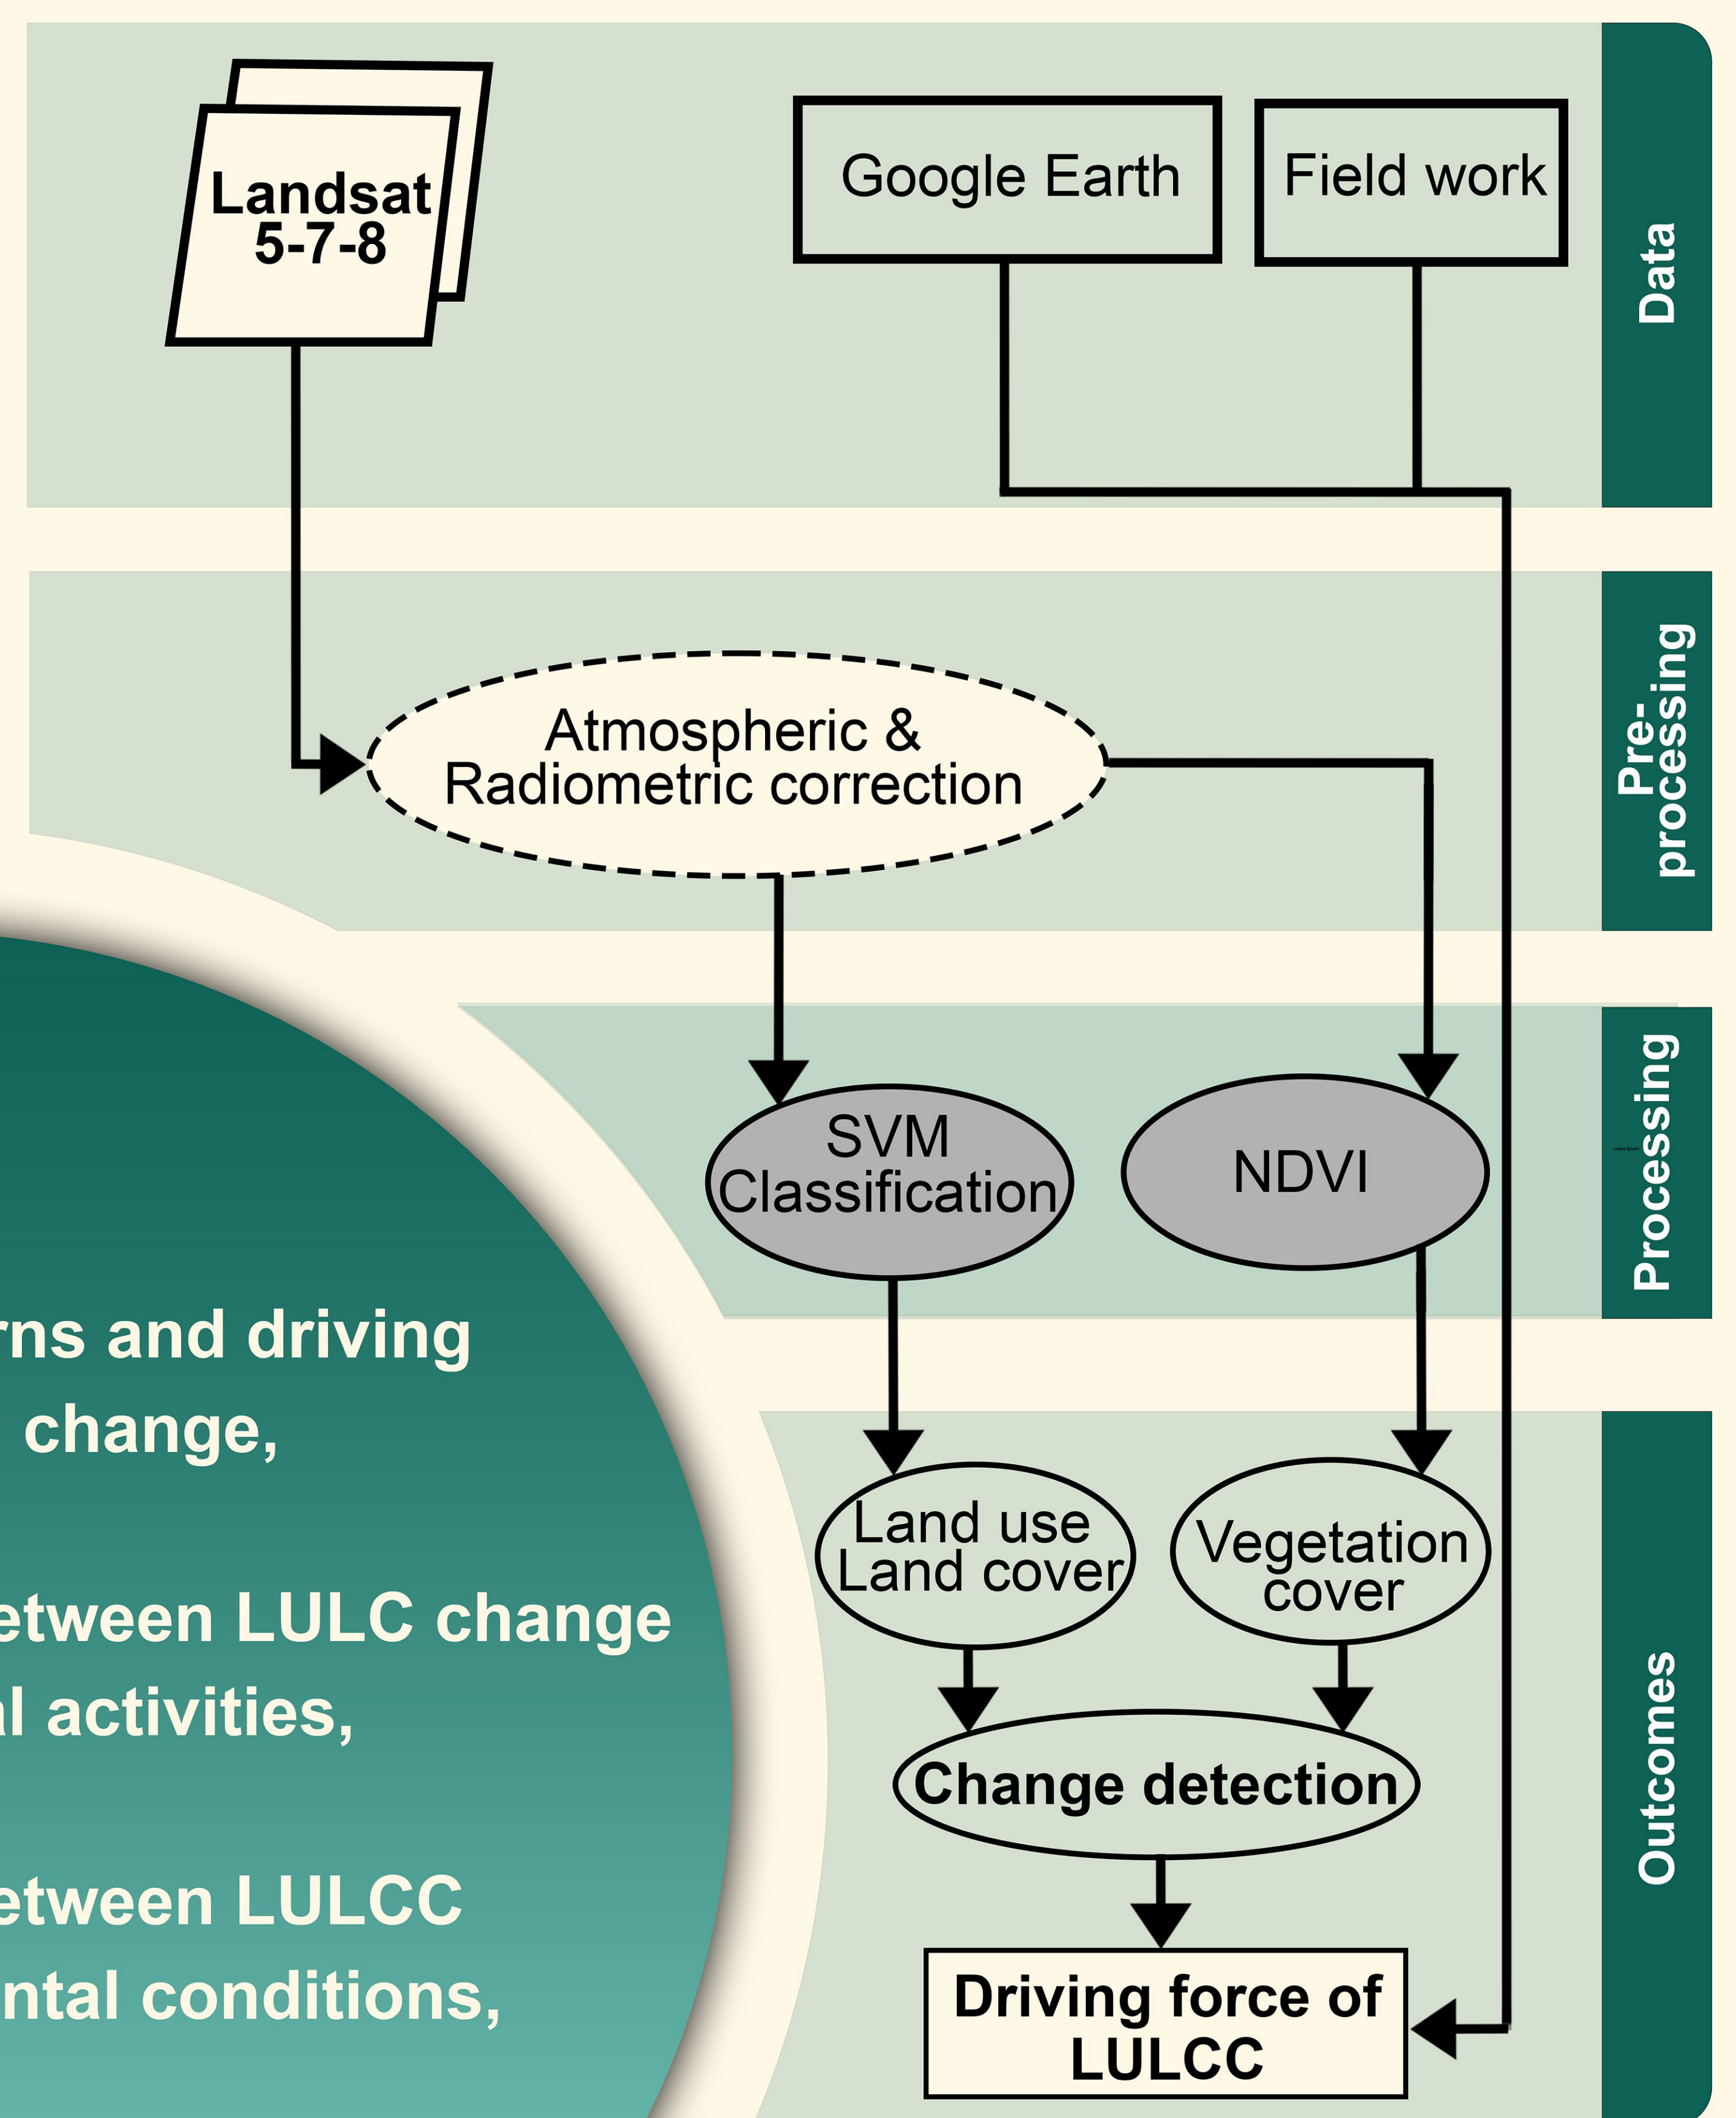 Landsat
5-7-8
Google Earth
Field work
Data
Atmospheric &
Radiometric correction
Pre-
processing
SVM
Classification
NDVI
Processing
rns and driving
change,
etween LULC change
al activities,
etween LULCC
ntal conditions,
Land use
Land cover
Vegetation
cover
Change detection
Driving force of
LULCC
Outcomes